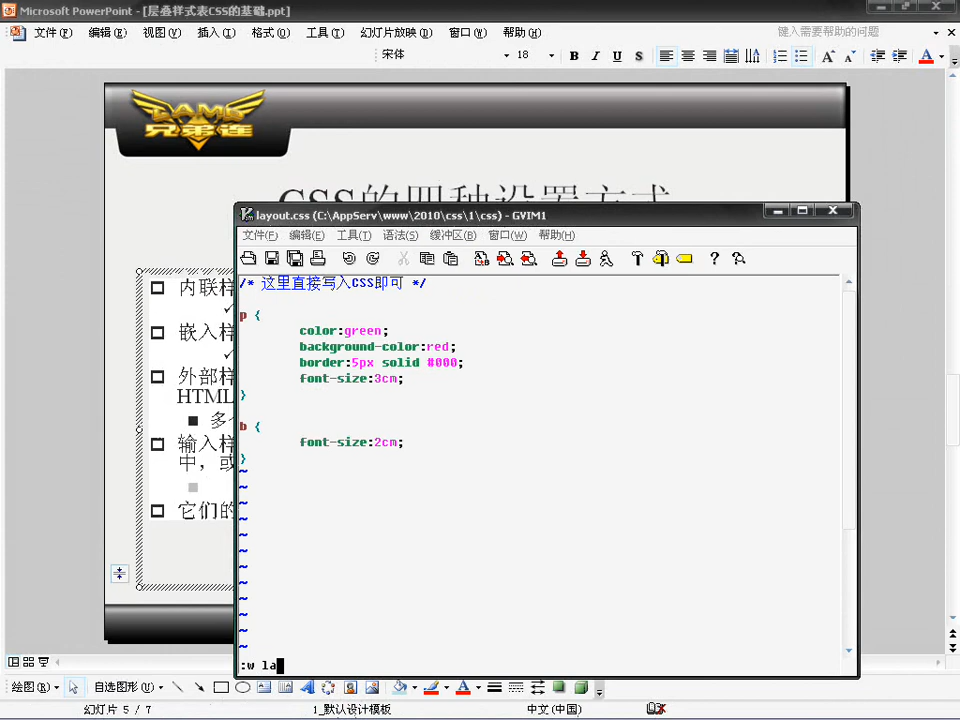 Microsoft PowerPoint - [层叠样式表CSS的基础.ppt]
文件(F) 编辑(E) 视图(V) 插入(I) 格式(O) 工具(T) 幻灯片放映(D) 窗口(W) 帮助(H) 键入需要帮助的问题
宋体 18
LAMP
兄弟连
CSS的四种设置方式
layout.css (C:\AppServ\www\2010\css\1\css) - GVIM1
文件(F) 编辑(E) 工具(T) 语法(S) 缓冲区(B) 窗口(W) 帮助(H)
/* 这里直接写入CSS即可 */
p {
color:green;
background-color:red;
border:5px solid #000;
font-size:3cm;
}
b {
font-size:2cm;
}
:w la
内联样
嵌入样
外部样
HTML
多
输入样
中，或
它们的
绘图(R) 自选图形(U)
幻灯片 5 / 7 1_默认设计模板 中文(中国)